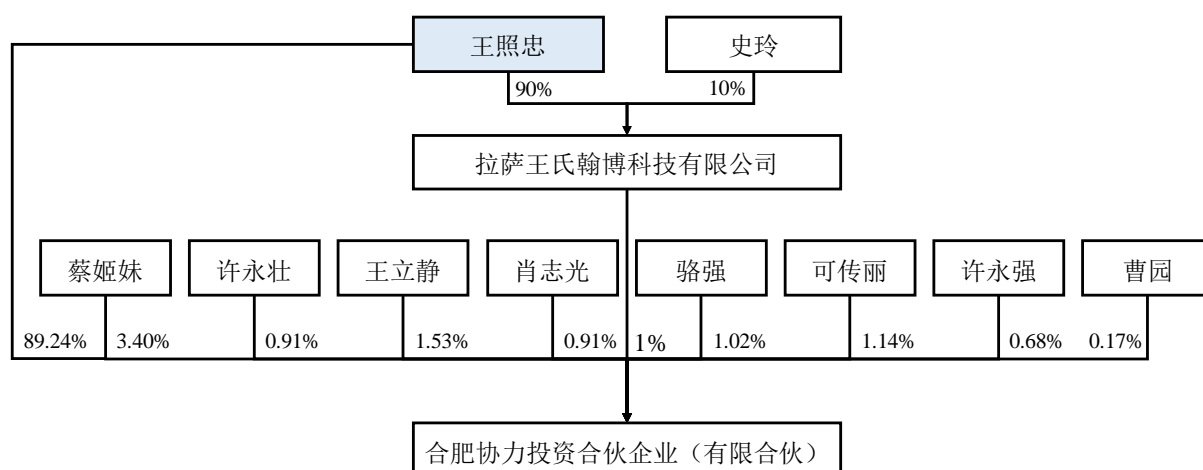 王照忠
史玲
90%
10%
拉萨王氏翰博科技有限公司
蔡姬妹
许永壮
王立静
肖志光
骆强
可传丽
许永强
曹园
89.24%
3.40%
0.91%
1.53%
0.91%
1%
1.02%
1.14%
0.68%
0.17%
合肥协力投资合伙企业（有限合伙）